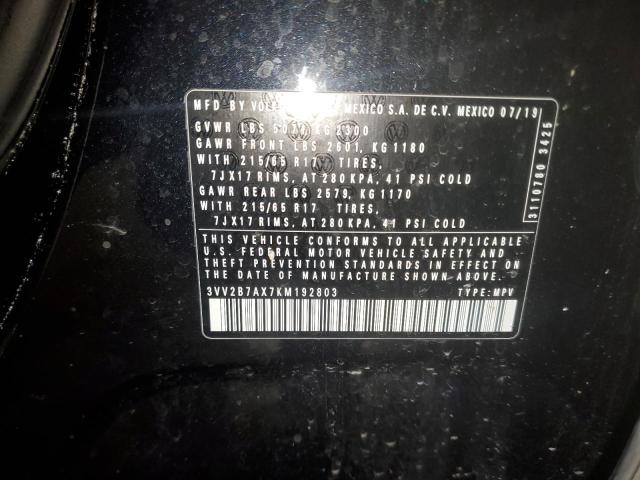 MFD BY MEXICO S.A. DE C.V. MEXICO 07/19
GVWR LBS KG 2300
GAWR FRONT LBS 2601, KG 1180
WITH 215/65 R17 TIRES,
7JX17 RIMS, AT 280 KPA, 41 PSI COLD
GAWR REAR LBS 2579, KG 1170
WITH 215/65 R17 TIRES,
7JX17 RIMS, AT 280 KPA, 41 PSI COLD
THIS VEHICLE CONFORMS TO ALL APPLICABLE
U.S. FEDERAL MOTOR VEHICLE SAFETY AND
THEFT PREVENTION STANDARDS IN EFFECT ON
THE DATE OF MANUFACTURE SHOWN ABOVE.
3VV2B7AX7KM192803 TYPE: MPV
3110780 3425